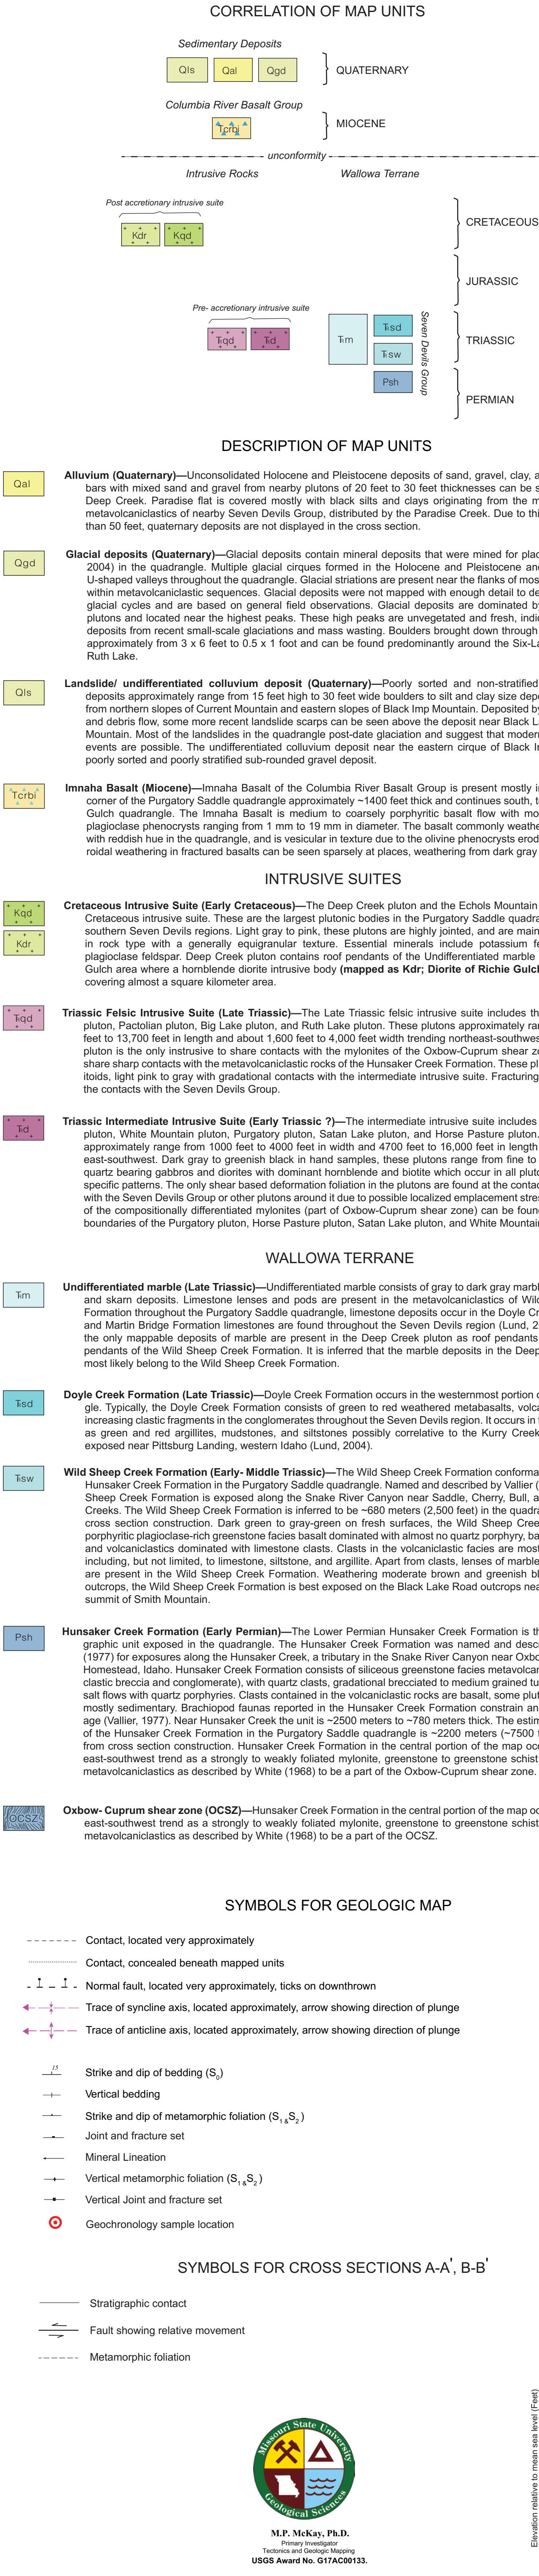 CORRELATION OF MAP UNITS
Sedimentary Deposits
Qls Qal Qgd QUATERNARY
Columbia River Basalt Group
Tcrbi MIOCENE
unconformity
Intrusive Rocks Wallowa Terrane
Post accretionary intrusive suite
Kdr Kqd CRETACEOUS
JURASSIC
Pre- accretionary intrusive suite
Ꞟqd Ꞟd Ꞟm Ꞟsd TRIASSIC
Ꞟsw
Psh PERMIAN
Seven Devils Group
DESCRIPTION OF MAP UNITS
Qal
Alluvium (Quaternary)—Unconsolidated Holocene and Pleistocene deposits of sand, gravel, clay, a
bars with mixed sand and gravel from nearby plutons of 20 feet to 30 feet thicknesses can be s
Deep Creek. Paradise flat is covered mostly with black silts and clays originating from the m
metavolcaniclastics of nearby Seven Devils Group, distributed by the Paradise Creek. Due to thi
than 50 feet, quaternary deposits are not displayed in the cross section.
Qgd
Glacial deposits (Quaternary)—Glacial deposits contain mineral deposits that were mined for plac
2004) in the quadrangle. Multiple glacial cirques formed in the Holocene and Pleistocene and
U-shaped valleys throughout the quadrangle. Glacial striations are present near the flanks of mos
within metavolcaniclastic sequences. Glacial deposits were not mapped with enough detail to de
glacial cycles and are based on general field observations. Glacial deposits are dominated by
plutons and located near the highest peaks. These high peaks are unvegetated and fresh, indic
deposits from recent small-scale glaciations and mass wasting. Boulders brought down through
approximately from 3 x 6 feet to 0.5 x 1 foot and can be found predominantly around the Six-La
Ruth Lake.
Qls
Landslide/ undifferentiated colluvium deposit (Quaternary)—Poorly sorted and non-stratified
deposits approximately range from 15 feet high to 30 feet wide boulders to silt and clay size depo
from northern slopes of Current Mountain and eastern slopes of Black Imp Mountain. Deposited by
and debris flow, some more recent landslide scarps can be seen above the deposit near Black La
Mountain. Most of the landslides in the quadrangle post-date glaciation and suggest that modern
events are possible. The undifferentiated colluvium deposit near the eastern cirque of Black Im
poorly sorted and poorly stratified sub-rounded gravel deposit.
Tcrbi
Imnaha Basalt (Miocene)—Imnaha Basalt of the Columbia River Basalt Group is present mostly in
corner of the Purgatory Saddle quadrangle approximately ~1400 feet thick and continues south, t
Gulch quadrangle. The Imnaha Basalt is medium to coarsely porphyritic basalt flow with mo
plagioclase phenocrysts ranging from 1 mm to 19 mm in diameter. The basalt commonly weathe
with reddish hue in the quadrangle, and is vesicular in texture due to the olivine phenocrysts erod
roidal weathering in fractured basalts can be seen sparsely at places, weathering from dark gray
INTRUSIVE SUITES
Kqd
Kdr
Cretaceous Intrusive Suite (Early Cretaceous)—The Deep Creek pluton and the Echols Mountain
Cretaceous intrusive suite. These are the largest plutonic bodies in the Purgatory Saddle quadra
southern Seven Devils regions. Light gray to pink, these plutons are highly jointed, and are main
in rock type with a generally equigranular texture. Essential minerals include potassium fe
plagioclase feldspar. Deep Creek pluton contains roof pendants of the Undifferentiated marble
Gulch area where a hornblende diorite intrusive body (mapped as Kdr; Diorite of Richie Gulch
covering almost a square kilometer area.
Ꞟqd
Triassic Felsic Intrusive Suite (Late Triassic)—The Late Triassic felsic intrusive suite includes th
pluton, Pactolian pluton, Big Lake pluton, and Ruth Lake pluton. These plutons approximately ran
feet to 13,700 feet in length and about 1,600 feet to 4,000 feet width trending northeast-southwes
pluton is the only intrusive to share contacts with the mylonites of the Oxbow-Cuprum shear zo
share sharp contacts with the metavolcaniclastic rocks of the Hunsaker Creek Formation. These pl
itoids, light pink to gray with gradational contacts with the intermediate intrusive suite. Fracturing
the contacts with the Seven Devils Group.
Ꞟd
Triassic Intermediate Intrusive Suite (Early Triassic ?)—The intermediate intrusive suite includes
pluton, White Mountain pluton, Purgatory pluton, Satan Lake pluton, and Horse Pasture pluton.
approximately range from 1000 feet to 4000 feet in width and 4700 feet to 16,000 feet in length
east-southwest. Dark gray to greenish black in hand samples, these plutons range from fine to
quartz bearing gabbros and diorites with dominant hornblende and biotite which occur in all pluto
specific patterns. The only shear based deformation foliation in the plutons are found at the contac
with the Seven Devils Group or other plutons around it due to possible localized emplacement stres
of the compositionally differentiated mylonites (part of Oxbow-Cuprum shear zone) can be foun
boundaries of the Purgatory pluton, Horse Pasture pluton, Satan Lake pluton, and White Mountain
WALLOWA TERRANE
Ꞟm
Undifferentiated marble (Late Triassic)—Undifferentiated marble consists of gray to dark gray marbl
and skarn deposits. Limestone lenses and pods are present in the metavolcaniclastics of Wild
Formation throughout the Purgatory Saddle quadrangle, limestone deposits occur in the Doyle Cr
and Martin Bridge Formation limestones are found throughout the Seven Devils region (Lund, 2
the only mappable deposits of marble are present in the Deep Creek pluton as roof pendants
pendants of the Wild Sheep Creek Formation. It is inferred that the marble deposits in the Deep
most likely belong to the Wild Sheep Creek Formation.
Ꞟsd
Doyle Creek Formation (Late Triassic)—Doyle Creek Formation occurs in the westernmost portion o
gle. Typically, the Doyle Creek Formation consists of green to red weathered metabasalts, volca
increasing clastic fragments in the conglomerates throughout the Seven Devils region. It occurs in
as green and red argillites, mudstones, and siltstones possibly correlative to the Kurry Creek
exposed near Pittsburg Landing, western Idaho (Lund, 2004).
Ꞟsw
Wild Sheep Creek Formation (Early- Middle Triassic)—The Wild Sheep Creek Formation conforma
Hunsaker Creek Formation in the Purgatory Saddle quadrangle. Named and described by Vallier (
Sheep Creek Formation is exposed along the Snake River Canyon near Saddle, Cherry, Bull, a
Creeks. The Wild Sheep Creek Formation is inferred to be ~680 meters (2,500 feet) in the quadra
cross section construction. Dark green to gray-green on fresh surfaces, the Wild Sheep Cree
porphyritic plagioclase-rich greenstone facies basalt dominated with almost no quartz porphyry, ba
and volcaniclastics dominated with limestone clasts. Clasts in the volcaniclastic facies are most
including, but not limited, to limestone, siltstone, and argillite. Apart from clasts, lenses of marble
are present in the Wild Sheep Creek Formation. Weathering moderate brown and greenish bl
outcrops, the Wild Sheep Creek Formation is best exposed on the Black Lake Road outcrops nea
summit of Smith Mountain.
Psh
Hunsaker Creek Formation (Early Permian)—The Lower Permian Hunsaker Creek Formation is th
graphic unit exposed in the quadrangle. The Hunsaker Creek Formation was named and descr
(1977) for exposures along the Hunsaker Creek, a tributary in the Snake River Canyon near Oxbo
Homestead, Idaho. Hunsaker Creek Formation consists of siliceous greenstone facies metavolcan
clastic breccia and conglomerate), with quartz clasts, gradational brecciated to medium grained tu
salt flows with quartz porphyries. Clasts contained in the volcaniclastic rocks are basalt, some plut
mostly sedimentary. Brachiopod faunas reported in the Hunsaker Creek Formation and constrain
age (Vallier, 1977). Near Hunsaker Creek the unit is ~2500 meters to ~780 meters thick. The estim
of the Hunsaker Creek Formation in the Purgatory Saddle quadrangle is ~2200 meters (~7500 f
from cross section construction. Hunsaker Creek Formation in the central portion of the map occ
east-southwest trend as a strongly to weakly foliated mylonite, greenstone to greenstone schist
metavolcaniclastics as described by White (1968) to be a part of the Oxbow-Cuprum shear zone.
OCSZ
Oxbow- Cuprum shear zone (OCSZ)—Hunsaker Creek Formation in the central portion of the map oc
east-southwest trend as a strongly to weakly foliated mylonite, greenstone to greenstone schist
metavolcaniclastics as described by White (1968) to be a part of the OCSZ.
SYMBOLS FOR GEOLOGIC MAP
Contact, located very approximately
Contact, concealed beneath mapped units
Normal fault, located very approximately, ticks on downthrown
Trace of syncline axis, located approximately, arrow showing direction of plunge
Trace of anticline axis, located approximately, arrow showing direction of plunge
15 Strike and dip of bedding (S0)
Vertical bedding
Strike and dip of metamorphic foliation (S1 &S2 )
Joint and fracture set
Mineral Lineation
Vertical metamorphic foliation (S1 &S2 )
Vertical Joint and fracture set
Geochronology sample location
SYMBOLS FOR CROSS SECTIONS A-A', B-B'
Stratigraphic contact
Fault showing relative movement
Metamorphic foliation
Elevation relative to mean sea level (Feet)
Missouri State University
Geological Sciences
M.P. McKay, Ph.D.
Primary Investigator
Tectonics and Geologic Mapping
USGS Award No. G17AC00133.